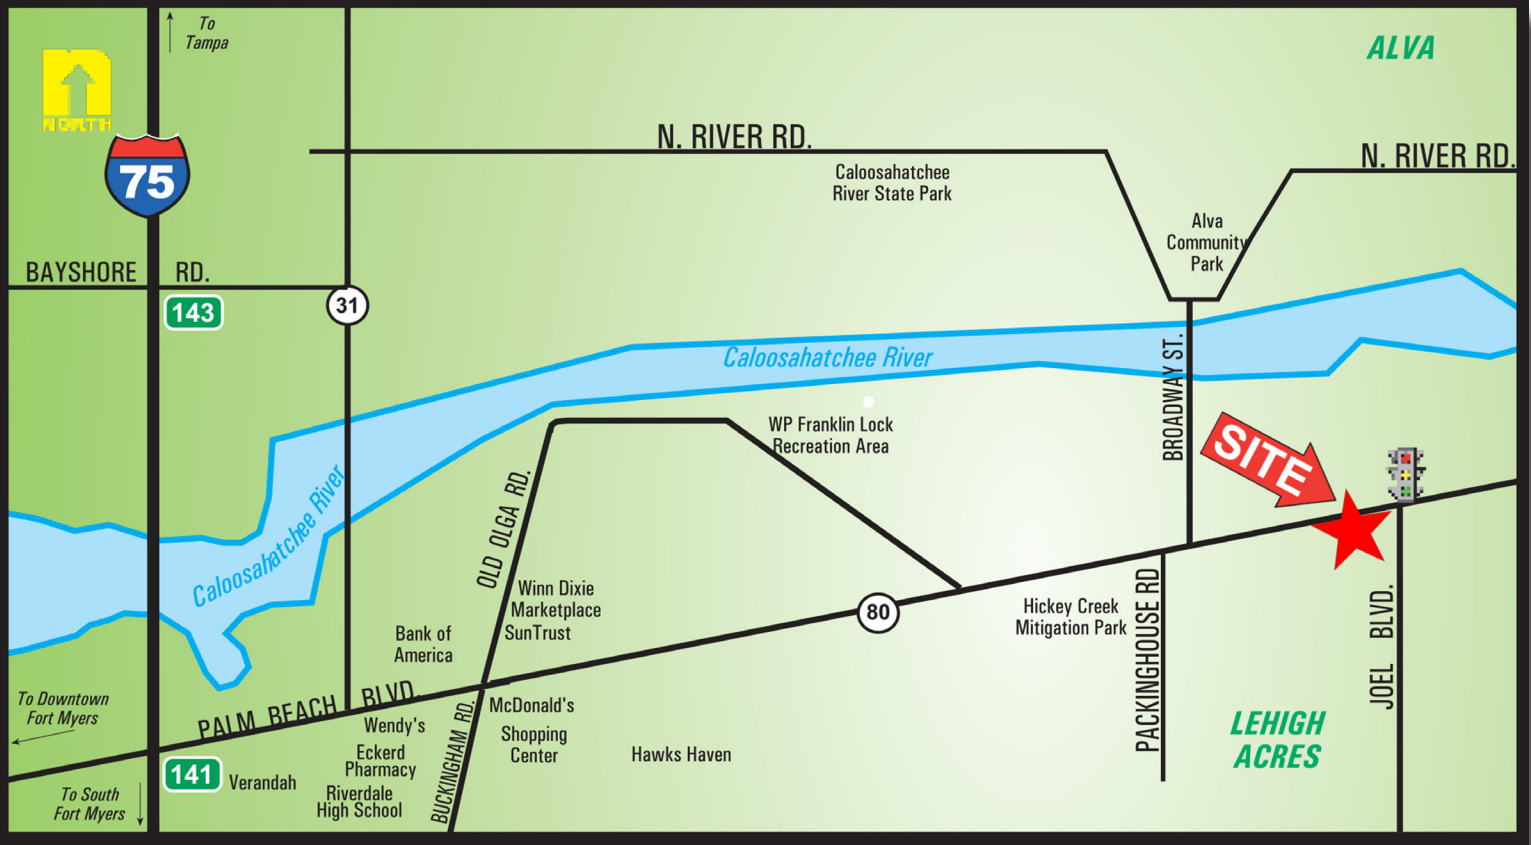 To
Tampa
ALVA
NORTH
N. RIVER RD.
N. RIVER RD.
75
Caloosahatchee
River State Park
Alva
Community
Park
BAYSHORE RD.
143
31
Caloosahatchee River
BROADWAY ST.
WP Franklin Lock
Recreation Area
SITE
OLD OLGA RD.
Caloosahatchee River
Winn Dixie
Marketplace
SunTrust
80
Hickey Creek
Mitigation Park
PACKINGHOUSE RD
JOEL BLVD.
Bank of
America
To Downtown
Fort Myers
PALM BEACH BLVD.
McDonald's
Wendy's
Shopping
Center
BUCKINGHAM RD.
LEHIGH
ACRES
Hawks Haven
Eckerd
Pharmacy
141
Verandah
Riverdale
High School
To South
Fort Myers